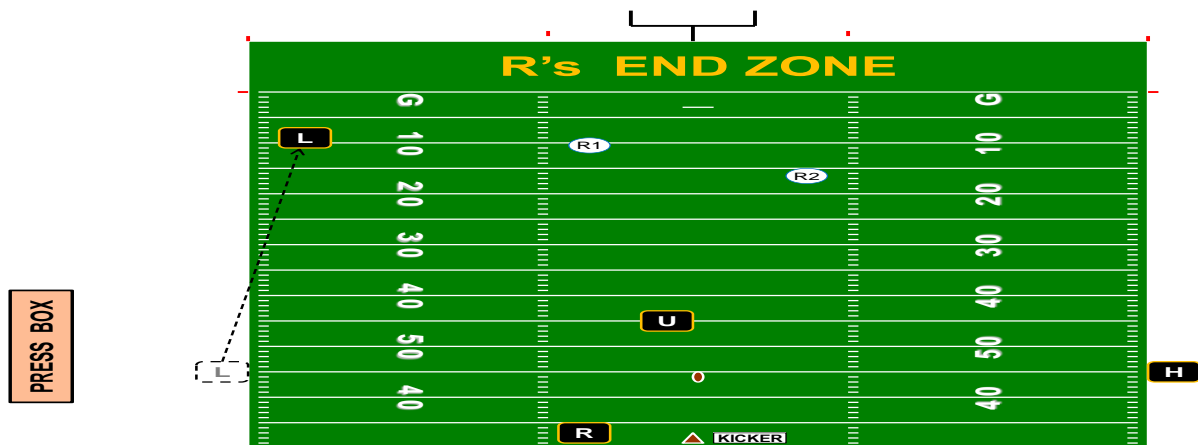 R’s END ZONE
G G
L
10 10
R1
R2
20 20
30 30
40 40
U
50 50
PRESS BOX
L
H
40 40
R
KICKER